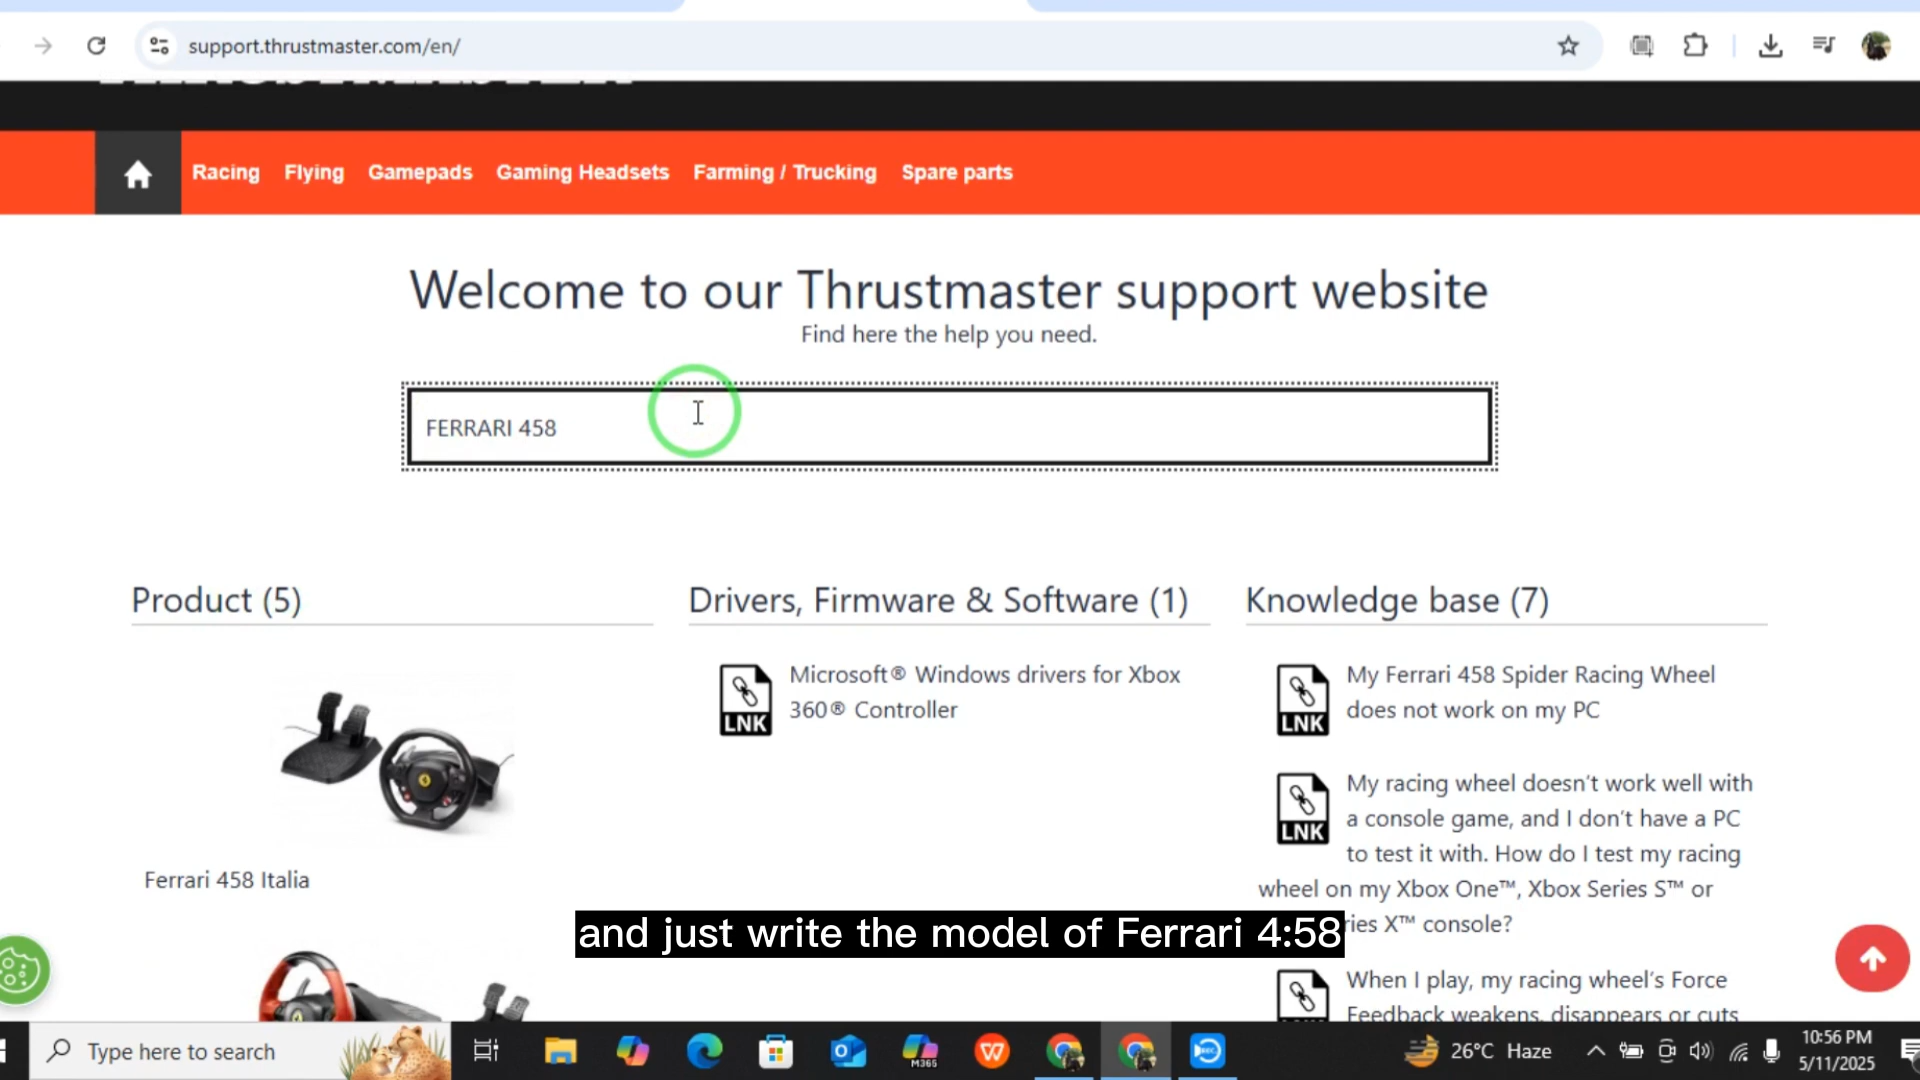 support.thrustmaster.com/en/
Racing Flying Gamepads Gaming Headsets Farming / Trucking Spare parts
Welcome to our Thrustmaster support website
Find here the help you need.
FERRARI 458
Product (5)
Ferrari 458 Italia
Drivers, Firmware & Software (1)
LNK
Microsoft® Windows drivers for Xbox
360® Controller
Knowledge base (7)
LNK
My Ferrari 458 Spider Racing Wheel
does not work on my PC
LNK
My racing wheel doesn't work well with
a console game, and I don't have a PC
to test it with. How do I test my racing
wheel on my Xbox One™, Xbox Series S™ or
ries X™ console?
When I play, my racing wheel's Force
Feedback weakens, disappears or cuts
and just write the model of Ferrari 4:58
Type here to search
M365
REC
26°C Haze
10:56 PM
5/11/2025